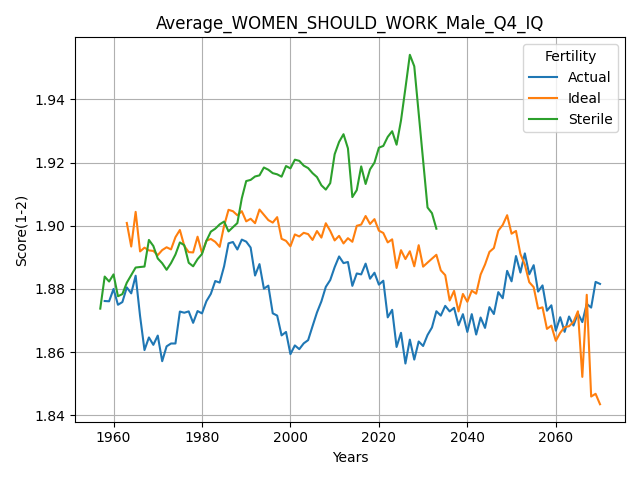 Average_WOMEN_SHOULD_WORK_Male_Q4_IQ
Fertility
Actual
Ideal
Sterile
Score(1-2)
1.94
1.92
1.90
1.88
1.86
1.84
1960 1980 2000 2020 2040 2060
Years